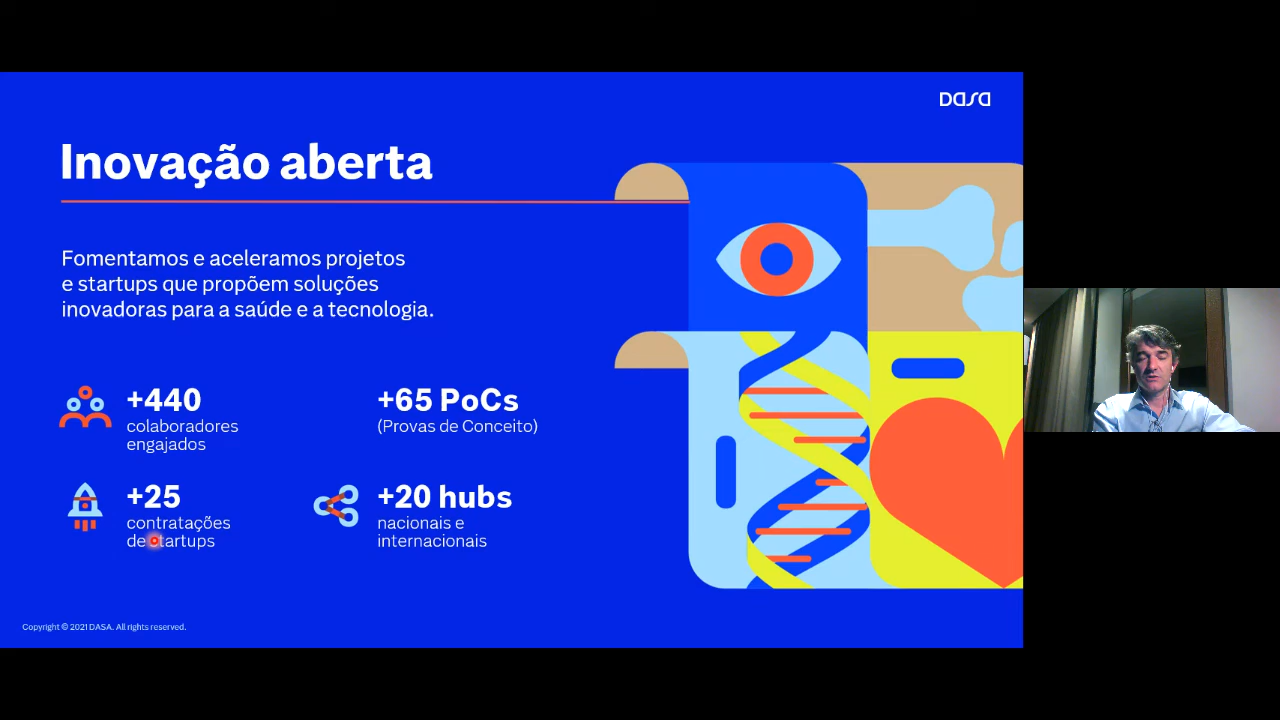 DASA
Inovação aberta
Fomentamos e aceleramos projetos
e startups que propõem soluções
inovadoras para a saúde e a tecnologia.
+440
colaboradores
engajados
+65 PoCs
(Provas de Conceito)
+25
contratações
de startups
+20 hubs
nacionais e
internacionais
Copyright © 2021 DASA. All rights reserved.